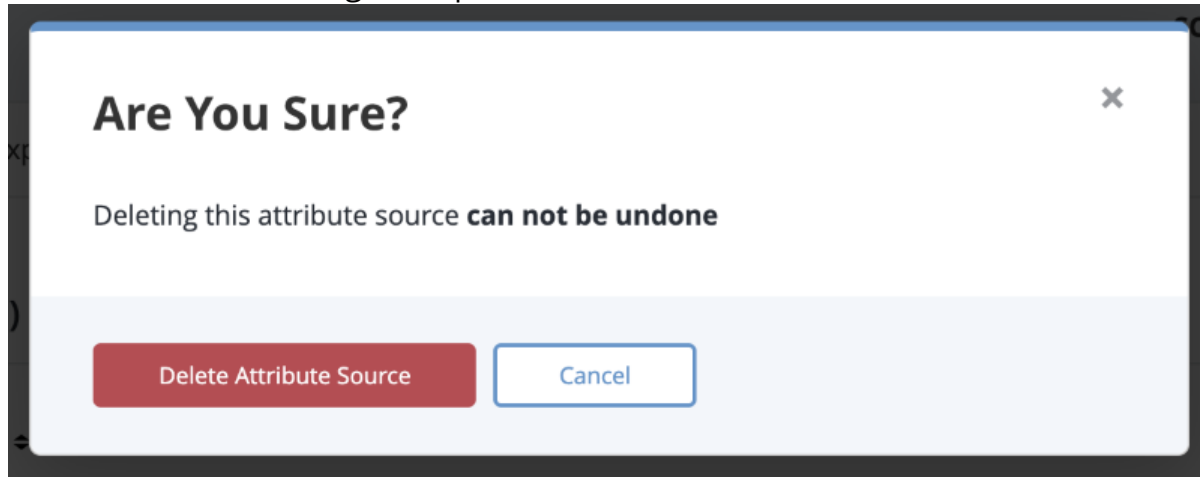 Are You Sure?
Deleting this attribute source can not be undone
Delete Attribute Source
Cancel